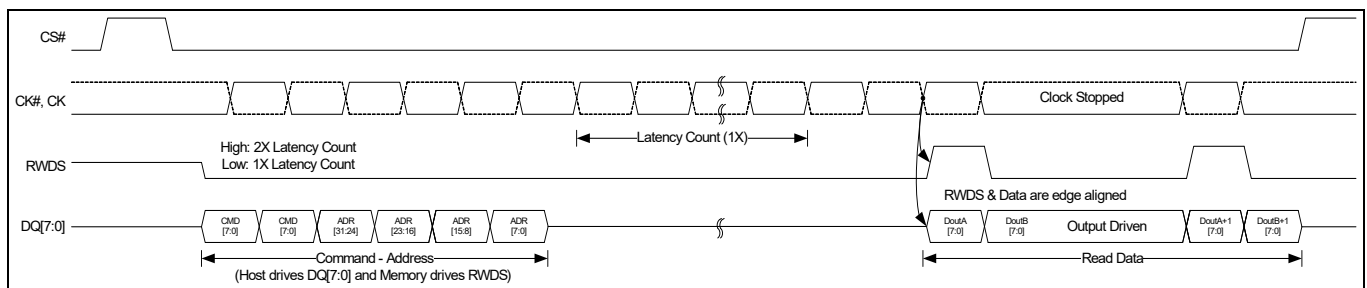 CS#
CK#, CK
Clock Stopped
Latency Count (1X)
High: 2X Latency Count
Low: 1X Latency Count
RWDS
RWDS & Data are edge aligned
DQ[7:0]
CMD [7:0]
CMD [7:0]
ADR [31:24]
ADR [23:16]
ADR [15:8]
ADR [7:0]
DoutA [7:0]
DoutB [7:0]
Output Driven
DoutA+1 [7:0]
DoutB+1 [7:0]
Command - Address
(Host drives DQ[7:0] and Memory drives RWDS)
Read Data